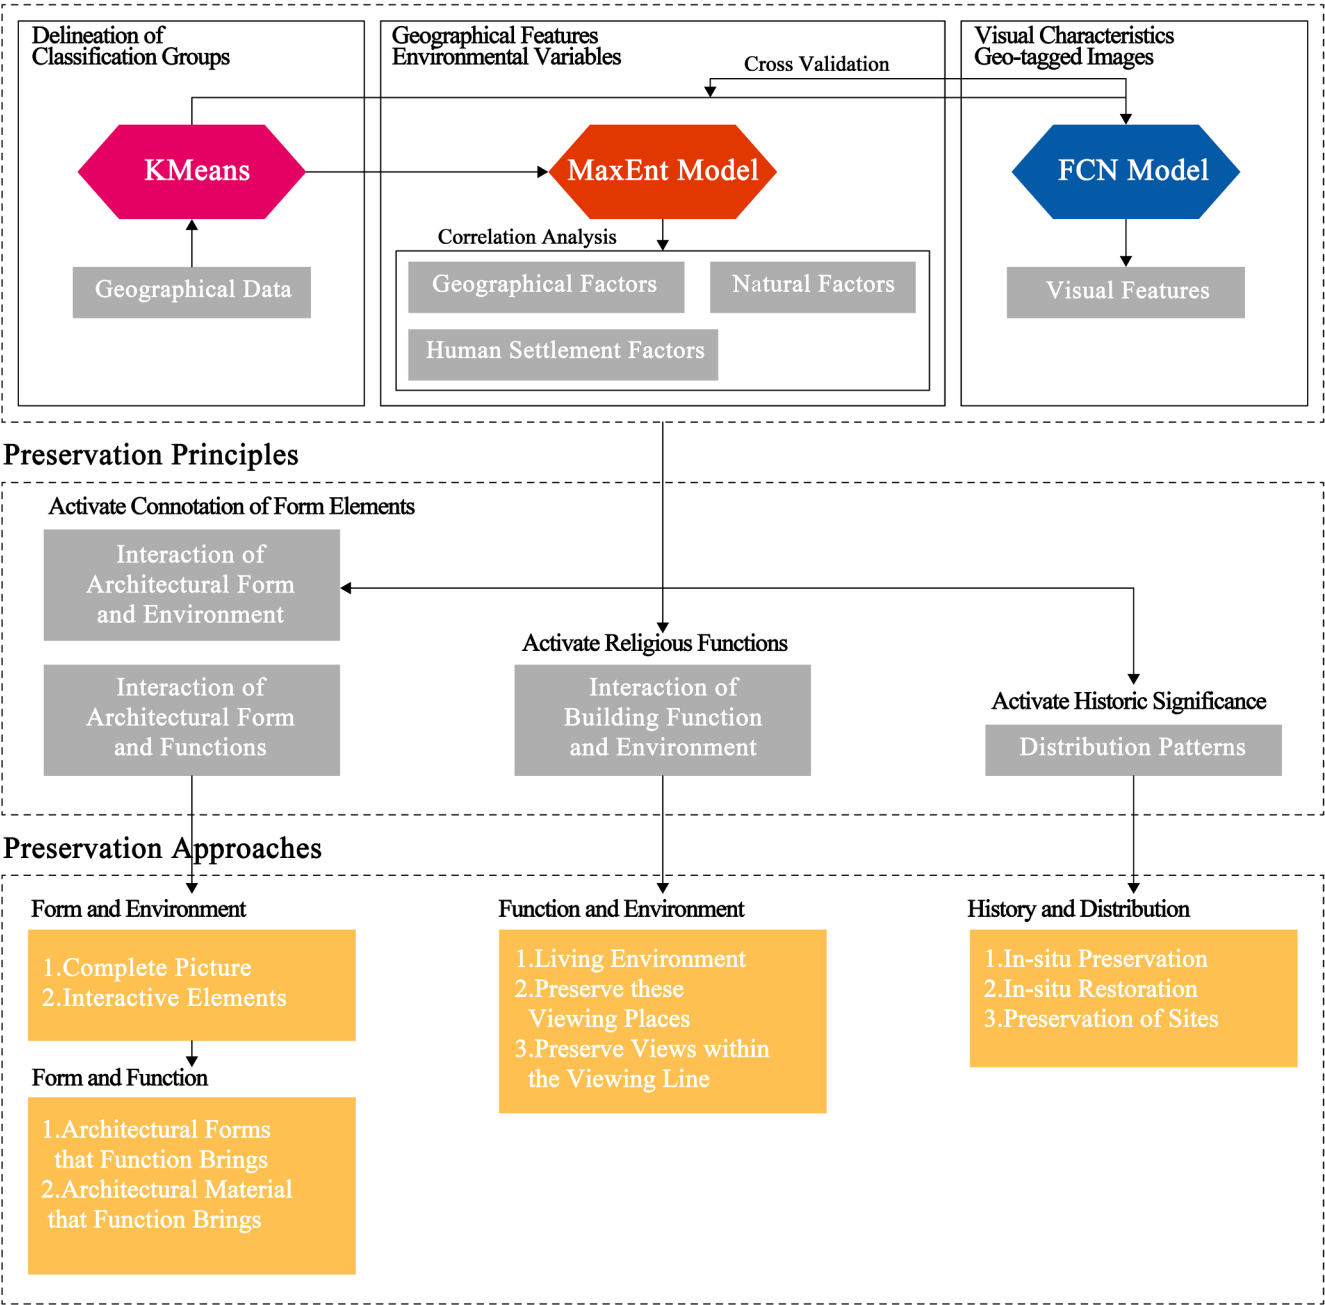 Delineation of
Classification Groups
Geographical Features
Environmental Variables
Visual Characteristics
Geo-tagged Images
Cross Validation
KMeans
MaxEnt Model
FCN Model
Correlation Analysis
Geographical Data
Geographical Factors
Natural Factors
Human Settlement Factors
Visual Features
Preservation Principles
Activate Connotation of Form Elements
Interaction of
Architectural Form
and Environment
Interaction of
Architectural Form
and Functions
Activate Religious Functions
Interaction of
Building Function
and Environment
Activate Historic Significance
Distribution Patterns
Preservation Approaches
Form and Environment
1.Complete Picture
2.Interactive Elements
Form and Function
1.Architectural Forms
that Function Brings
2.Architectural Material
that Function Brings
Function and Environment
1.Living Environment
2.Preserve these
Viewing Places
3.Preserve Views within
the Viewing Line
History and Distribution
1.In-situ Preservation
2.In-situ Restoration
3.Preservation of Sites